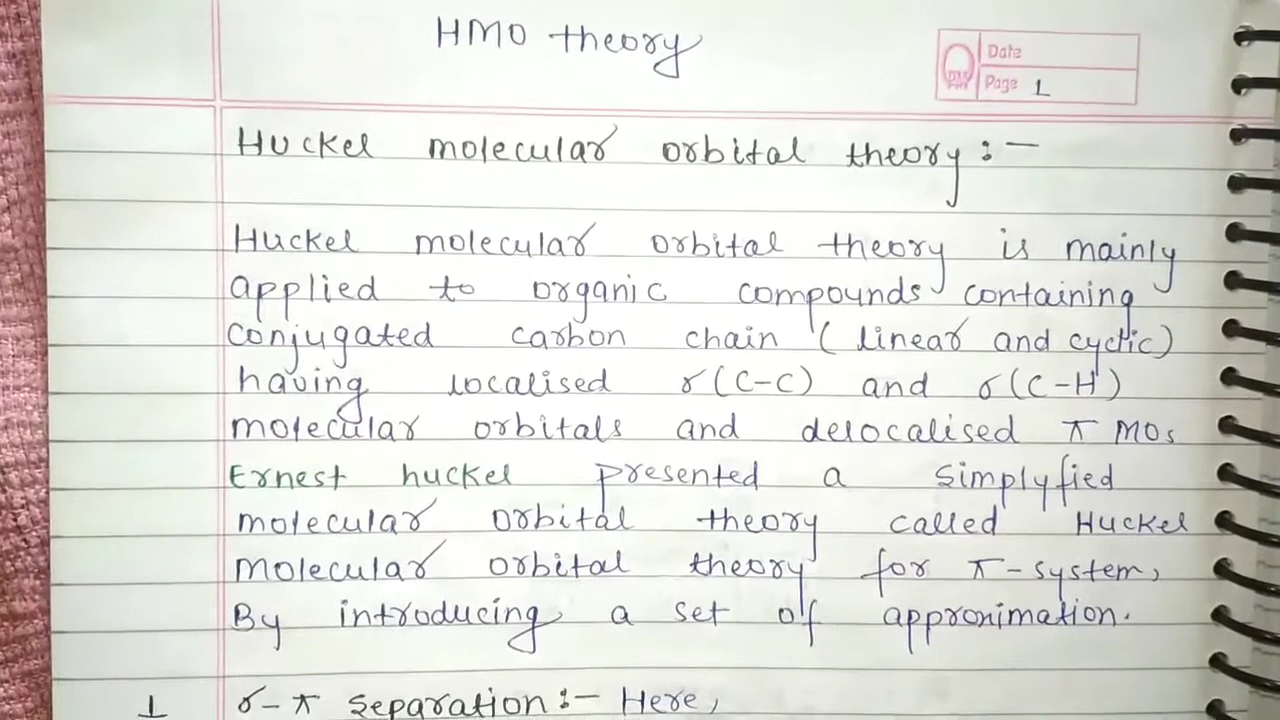 HMO theory
Date
Page 1
Huckel molecular orbital theory:-
Huckel molecular orbital theory is mainly
applied to organic compounds containing
conjugated carbon chain (linear and cyclic)
having localised σ(C-C) and σ(C-H)
molecular orbitals and delocalised π MOs
Ernest huckel presented a simplyfied
molecular orbital theory called Huckel
molecular orbital theory for π-system,
By introducing a set of approximation.
1 σ-π separation:- Here,